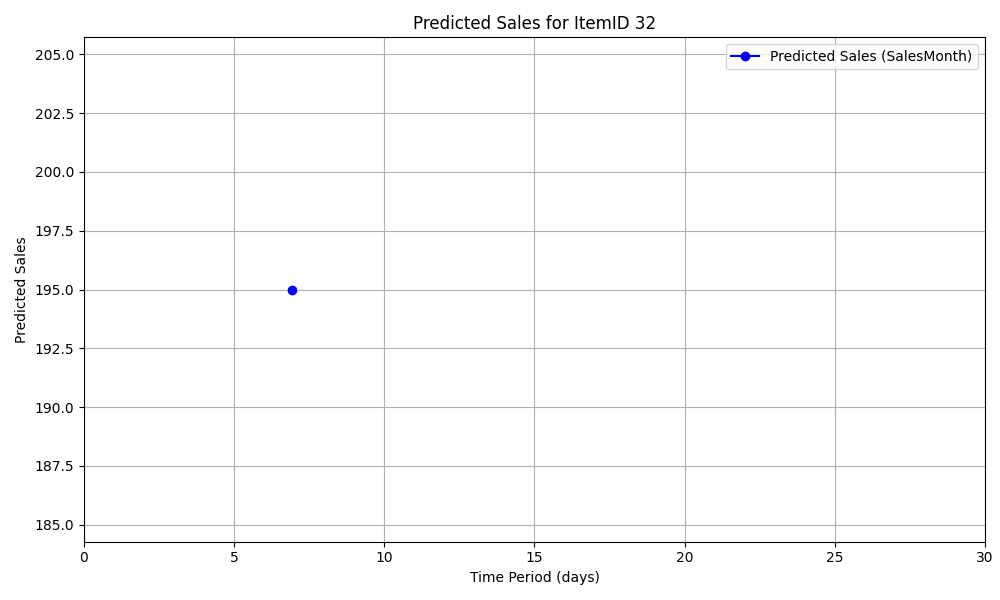 Predicted Sales for ItemID 32
Predicted Sales (SalesMonth)
Predicted Sales
205.0
202.5
200.0
197.5
195.0
192.5
190.0
187.5
185.0
0 5 10 15 20 25 30
Time Period (days)